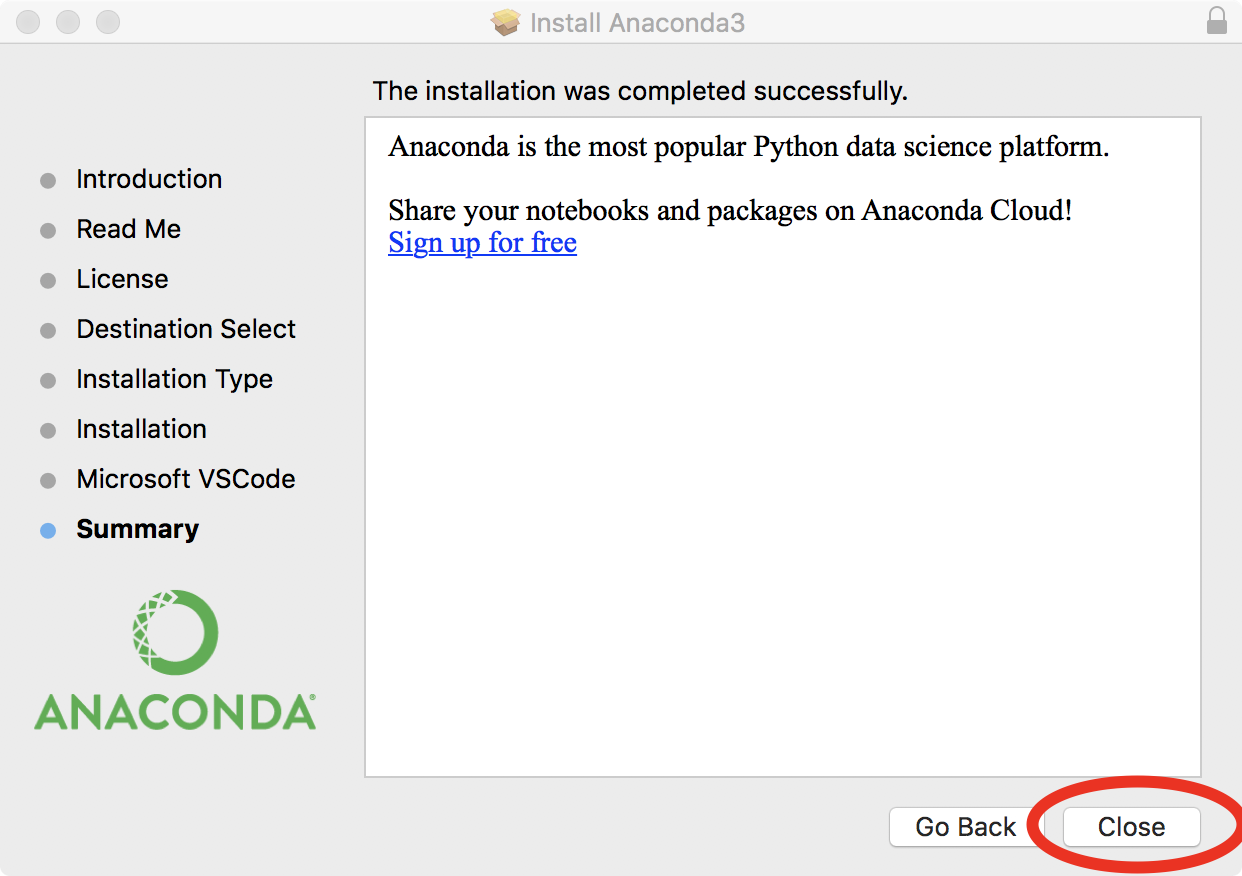 Install Anaconda3
The installation was completed successfully.
Introduction
Read Me
License
Destination Select
Installation Type
Installation
Microsoft VSCode
Summary
ANACONDA®
Anaconda is the most popular Python data science platform.
Share your notebooks and packages on Anaconda Cloud!
Sign up for free
Go Back
Close